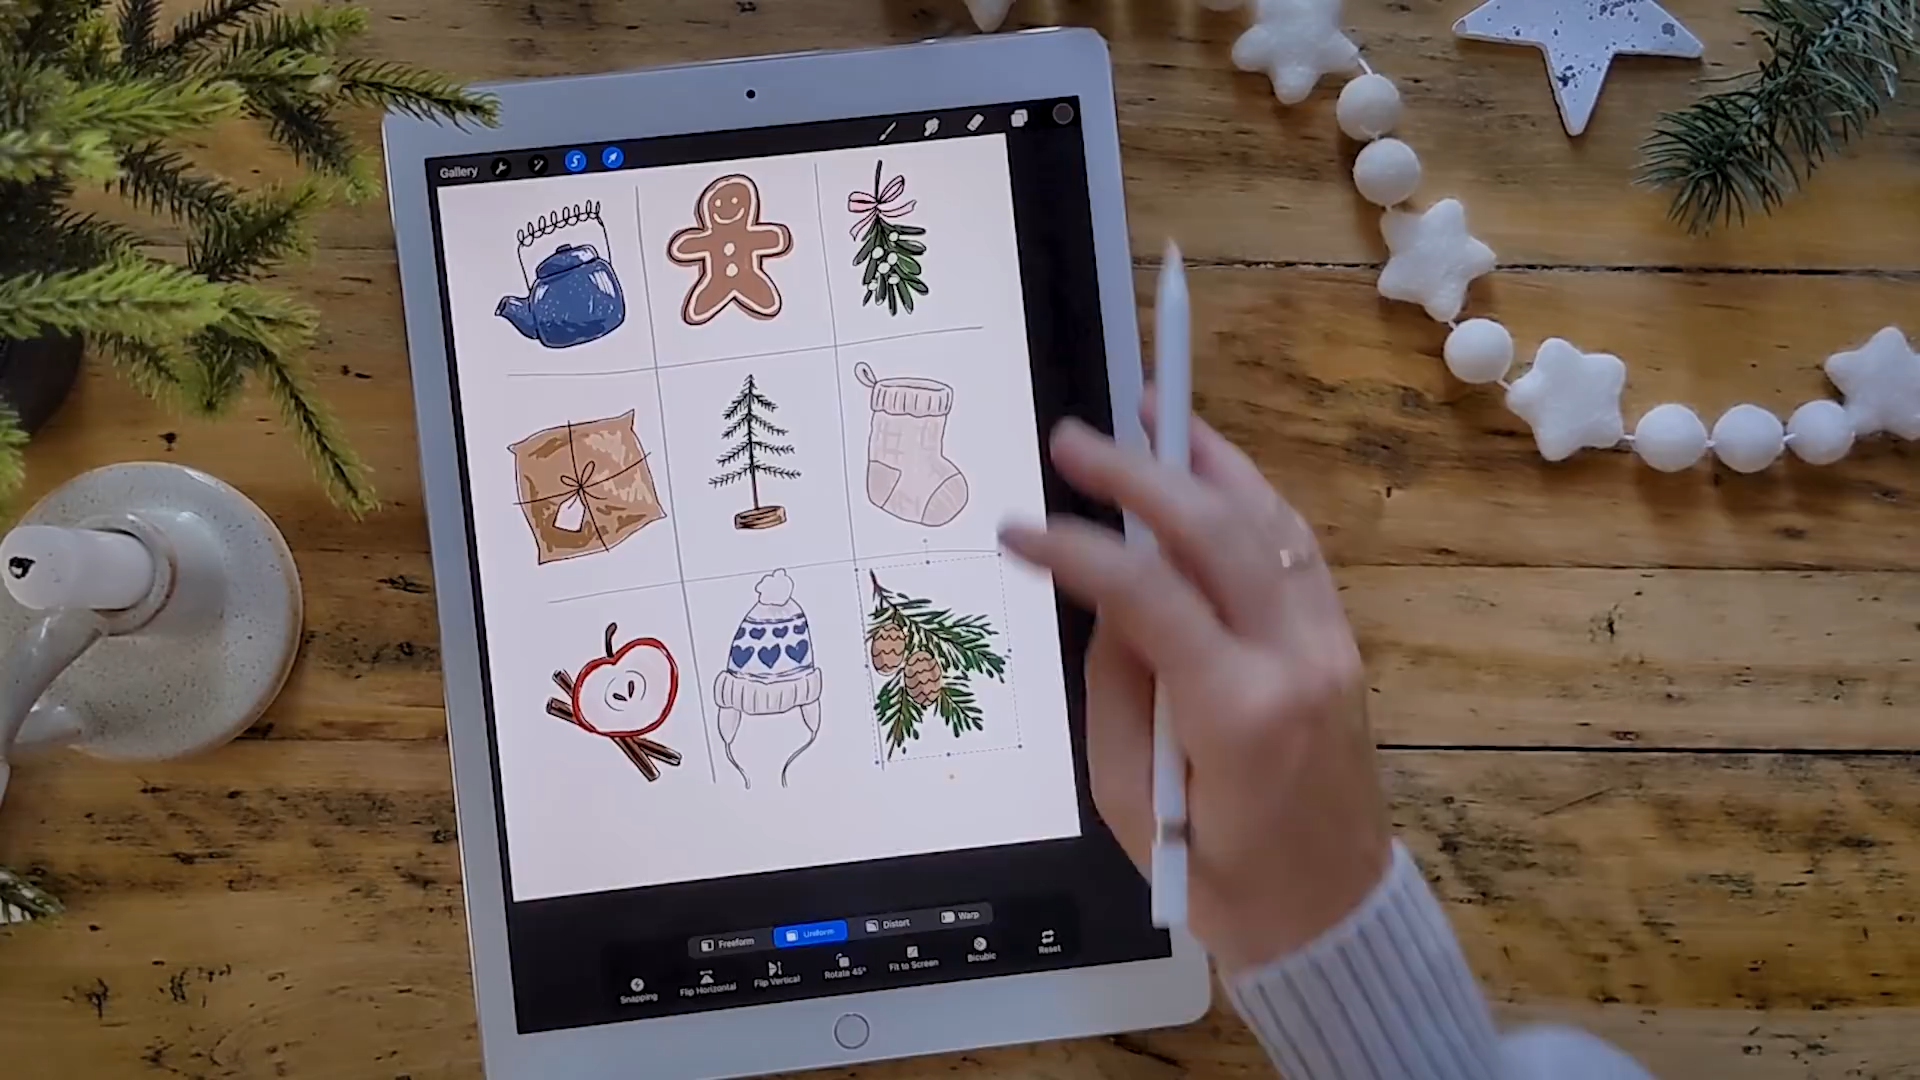 Gallery
Freeform Uniform Distort Warp
Snapping Flip Horizontal Flip Vertical Rotate 45° Fit to Screen Bicubic Reset